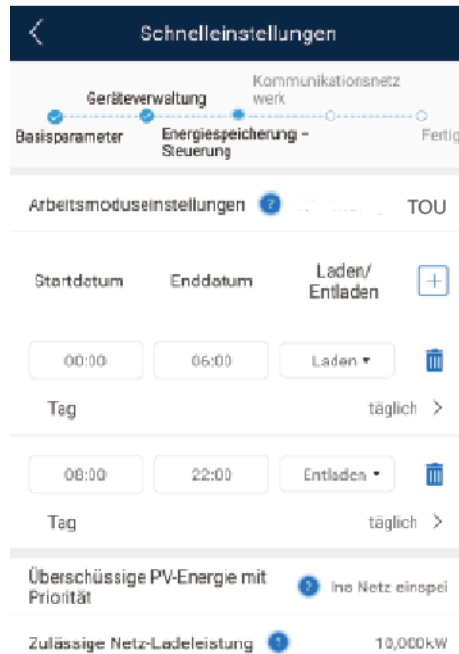 Schnelleinstellungen
Kommunikationsnetz
Geräteverwaltung werk
Basisparameter Energiespeicherung – Fertig
Steuerung
Arbeitsmoduseinstellungen ? TOU
Startdatum Enddatum Laden/
Entladen +
00:00 06:00 Laden
Tag täglich >
08:00 22:00 Entladen
Tag täglich >
Überschüssige PV-Energie mit
Priorität ? Ins Netz einspei
Zulässige Netz-Ladeleistung ? 10,000kW